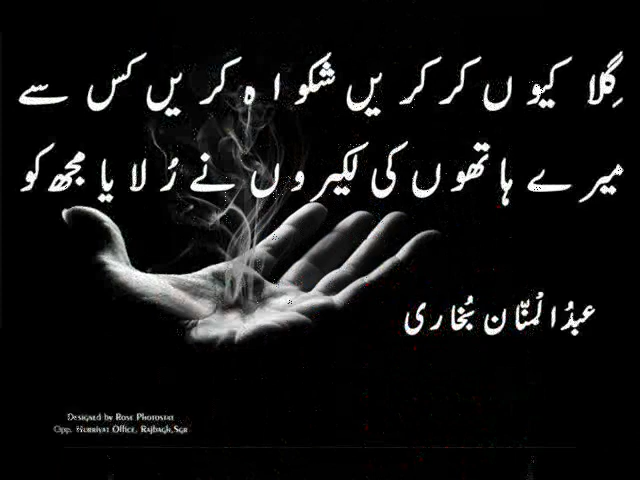 گِلا کیوں کر کریں شکواہ کریں کس سے
میرے ہاتھوں کی لکیروں نے رُلایا مجھ کو
عبدُالمنّان بُخاری
Designed by Rose Photostat
Opp. Hurriyat Office, Rajbagh,Sgr